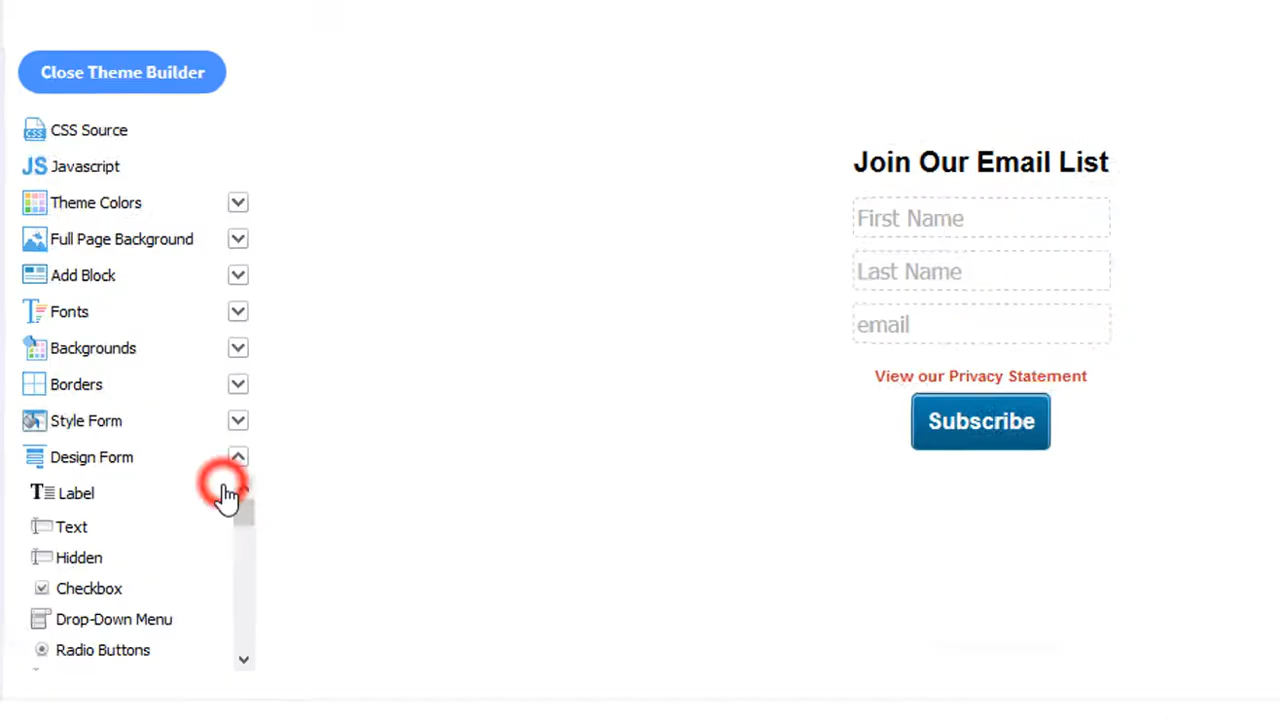 Close Theme Builder
CSS Source
JS Javascript
Theme Colors
Full Page Background
Add Block
Fonts
Backgrounds
Borders
Style Form
Design Form
Label
Text
Hidden
Checkbox
Drop-Down Menu
Radio Buttons
Join Our Email List
First Name
Last Name
email
View our Privacy Statement
Subscribe